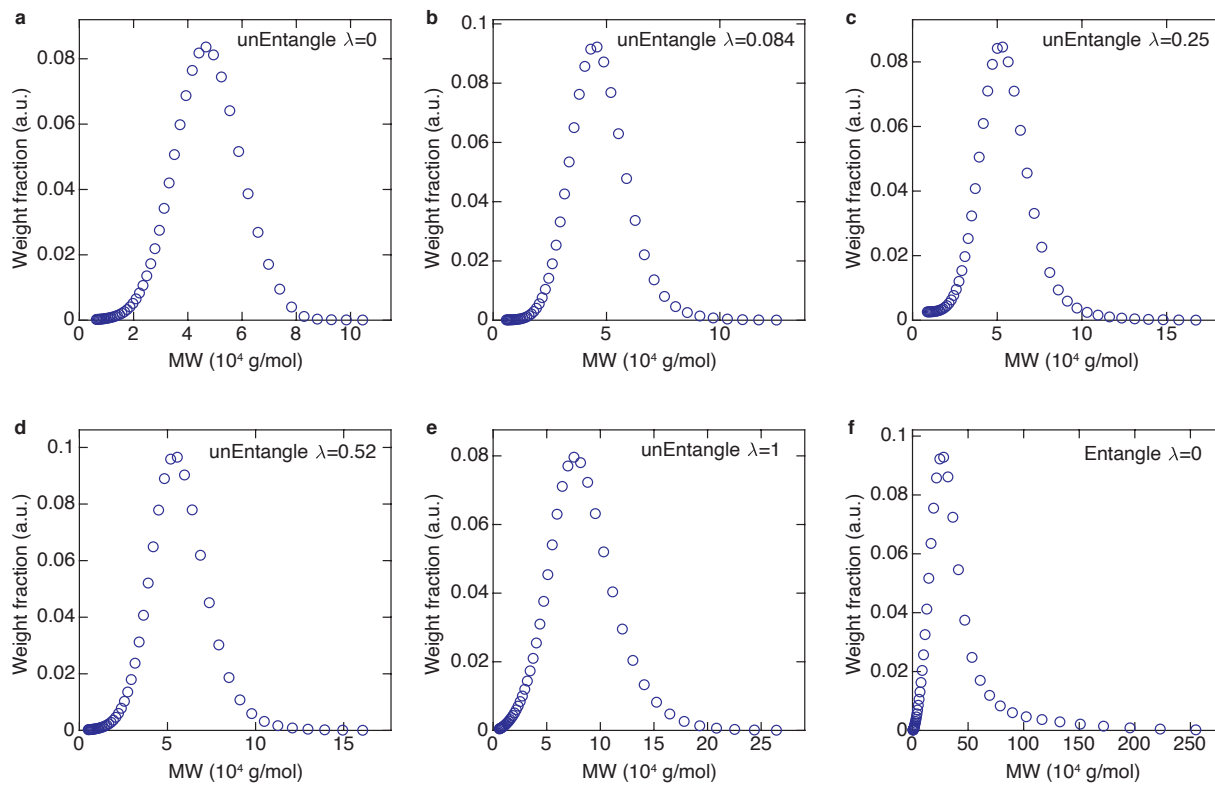 a
unEntangle λ=0
Weight fraction (a.u.)
0.08
0.06
0.04
0.02
0
0
2
4
6
8
10
MW (10⁴ g/mol)
b
unEntangle λ=0.084
Weight fraction (a.u.)
0.1
0.08
0.06
0.04
0.02
0
0
5
10
MW (10⁴ g/mol)
c
unEntangle λ=0.25
Weight fraction (a.u.)
0.08
0.06
0.04
0.02
0
0
5
10
15
MW (10⁴ g/mol)
d
unEntangle λ=0.52
Weight fraction (a.u.)
0.1
0.08
0.06
0.04
0.02
0
0
5
10
15
MW (10⁴ g/mol)
e
unEntangle λ=1
Weight fraction (a.u.)
0.08
0.06
0.04
0.02
0
0
5
10
15
20
25
MW (10⁴ g/mol)
f
Entangle λ=0
Weight fraction (a.u.)
0.1
0.08
0.06
0.04
0.02
0
0
50
100
150
200
250
MW (10⁴ g/mol)